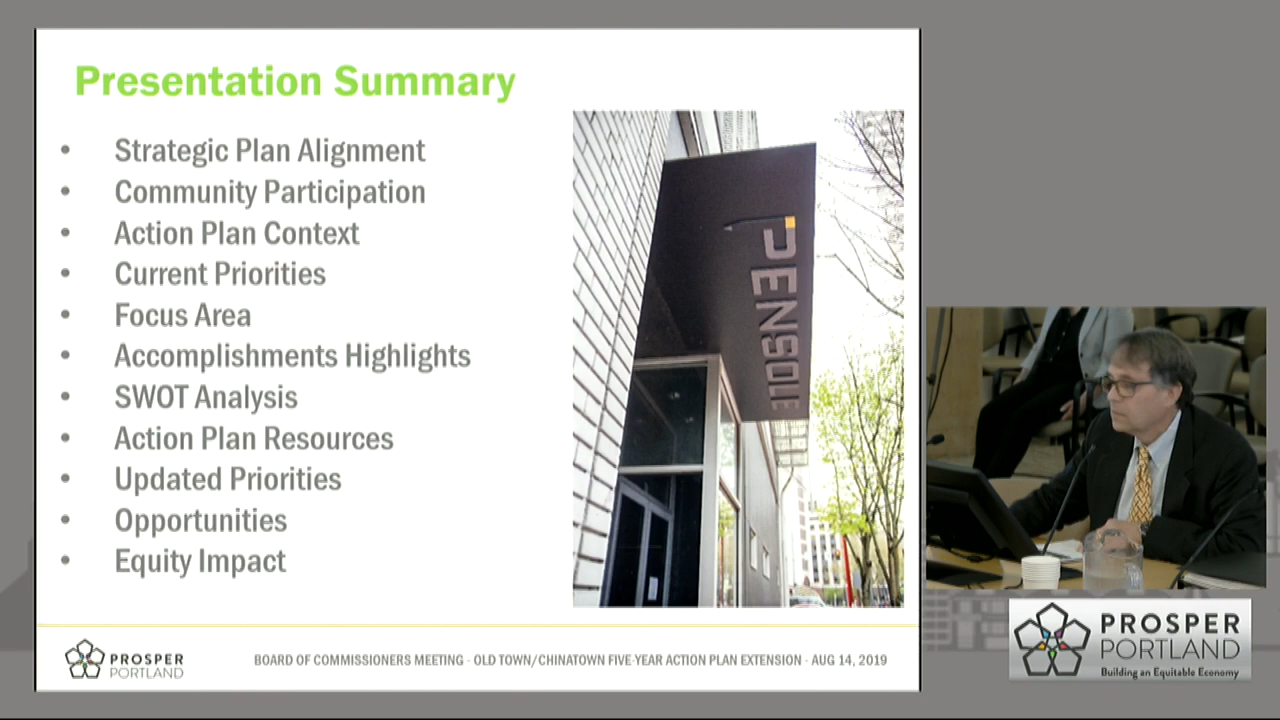 Presentation Summary
• Strategic Plan Alignment
• Community Participation
• Action Plan Context
• Current Priorities
• Focus Area
• Accomplishments Highlights
• SWOT Analysis
• Action Plan Resources
• Updated Priorities
• Opportunities
• Equity Impact
PENSOLE
PROSPER
PORTLAND
BOARD OF COMMISSIONERS MEETING - OLD TOWN/CHINATOWN FIVE-YEAR ACTION PLAN EXTENSION - AUG 14, 2019
PROSPER
PORTLAND
Building an Equitable Economy